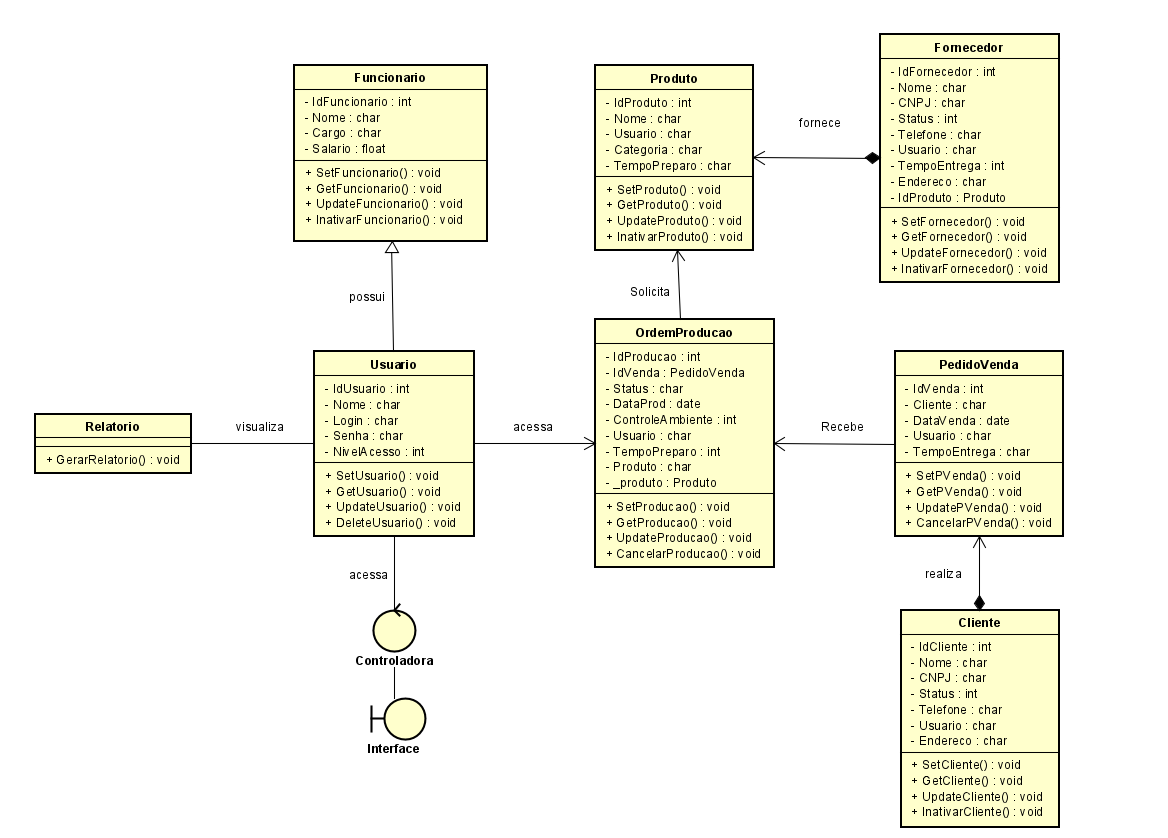 Funcionario
- IdFuncionario : int
- Nome : char
- Cargo : char
- Salario : float
+ SetFuncionario() : void
+ GetFuncionario() : void
+ UpdateFuncionario() : void
+ InativarFuncionario() : void
Produto
- IdProduto : int
- Nome : char
- Usuario : char
- Categoria : char
- TempoPreparo : char
+ SetProduto() : void
+ GetProduto() : void
+ UpdateProduto() : void
+ InativarProduto() : void
fornece
Fornecedor
- IdFornecedor : int
- Nome : char
- CNPJ : char
- Status : int
- Telefone : char
- Usuario : char
- TempoEntrega : int
- Endereco : char
- IdProduto : Produto
+ SetFornecedor() : void
+ GetFornecedor() : void
+ UpdateFornecedor() : void
+ InativarFornecedor() : void
possui
Solicita
Relatorio
+ GerarRelatorio() : void
visualiza
Usuario
- IdUsuario : int
- Nome : char
- Login : char
- Senha : char
- NivelAcesso : int
+ SetUsuario() : void
+ GetUsuario() : void
+ UpdateUsuario() : void
+ DeleteUsuario() : void
acessa
OrdemProducao
- IdProducao : int
- IdVenda : PedidoVenda
- Status : char
- DataProd : date
- ControleAmbiente : int
- Usuario : char
- TempoPreparo : int
- Produto : char
- _produto : Produto
+ SetProducao() : void
+ GetProducao() : void
+ UpdateProducao() : void
+ CancelarProducao() : void
Recebe
PedidoVenda
- IdVenda : int
- Cliente : char
- DataVenda : date
- Usuario : char
- TempoEntrega : char
+ SetPVenda() : void
+ GetPVenda() : void
+ UpdatePVenda() : void
+ CancelarPVenda() : void
acessa
Controladora
Interface
realiza
Cliente
- IdCliente : int
- Nome : char
- CNPJ : char
- Status : int
- Telefone : char
- Usuario : char
- Endereco : char
+ SetCliente() : void
+ GetCliente() : void
+ UpdateCliente() : void
+ InativarCliente() : void